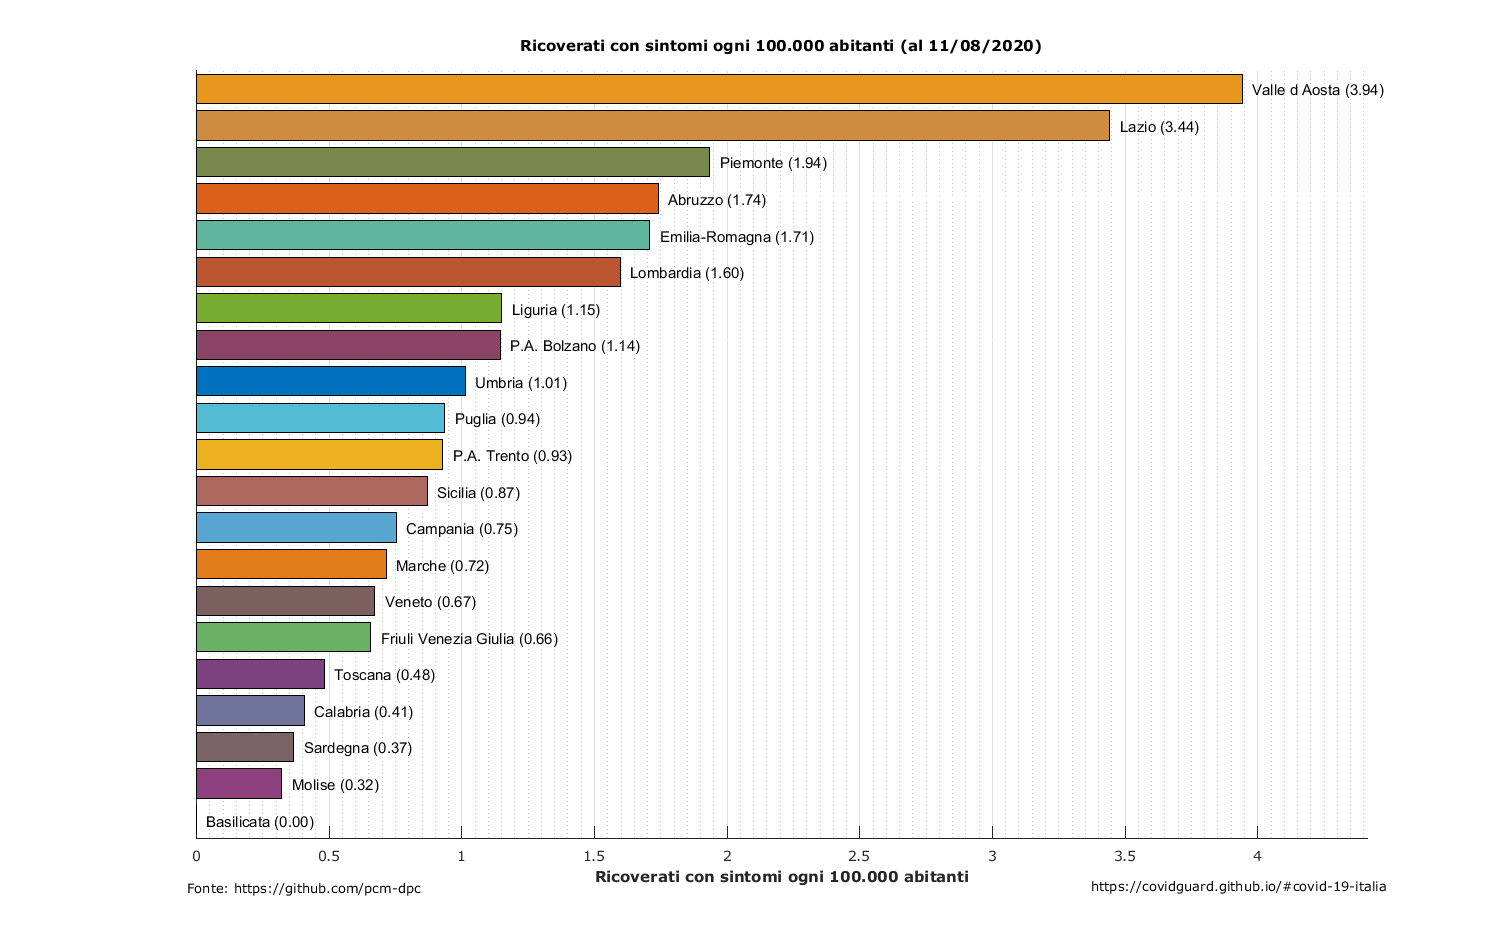 Ricoverati con sintomi ogni 100.000 abitanti (al 11/08/2020)
Valle d Aosta (3.94)
Lazio (3.44)
Piemonte (1.94)
Abruzzo (1.74)
Emilia-Romagna (1.71)
Lombardia (1.60)
Liguria (1.15)
P.A. Bolzano (1.14)
Umbria (1.01)
Puglia (0.94)
P.A. Trento (0.93)
Sicilia (0.87)
Campania (0.75)
Marche (0.72)
Veneto (0.67)
Friuli Venezia Giulia (0.66)
Toscana (0.48)
Calabria (0.41)
Sardegna (0.37)
Molise (0.32)
Basilicata (0.00)
0 0.5 1 1.5 2 2.5 3 3.5 4
Ricoverati con sintomi ogni 100.000 abitanti
Fonte: https://github.com/pcm-dpc
https://covidguard.github.io/#covid-19-italia